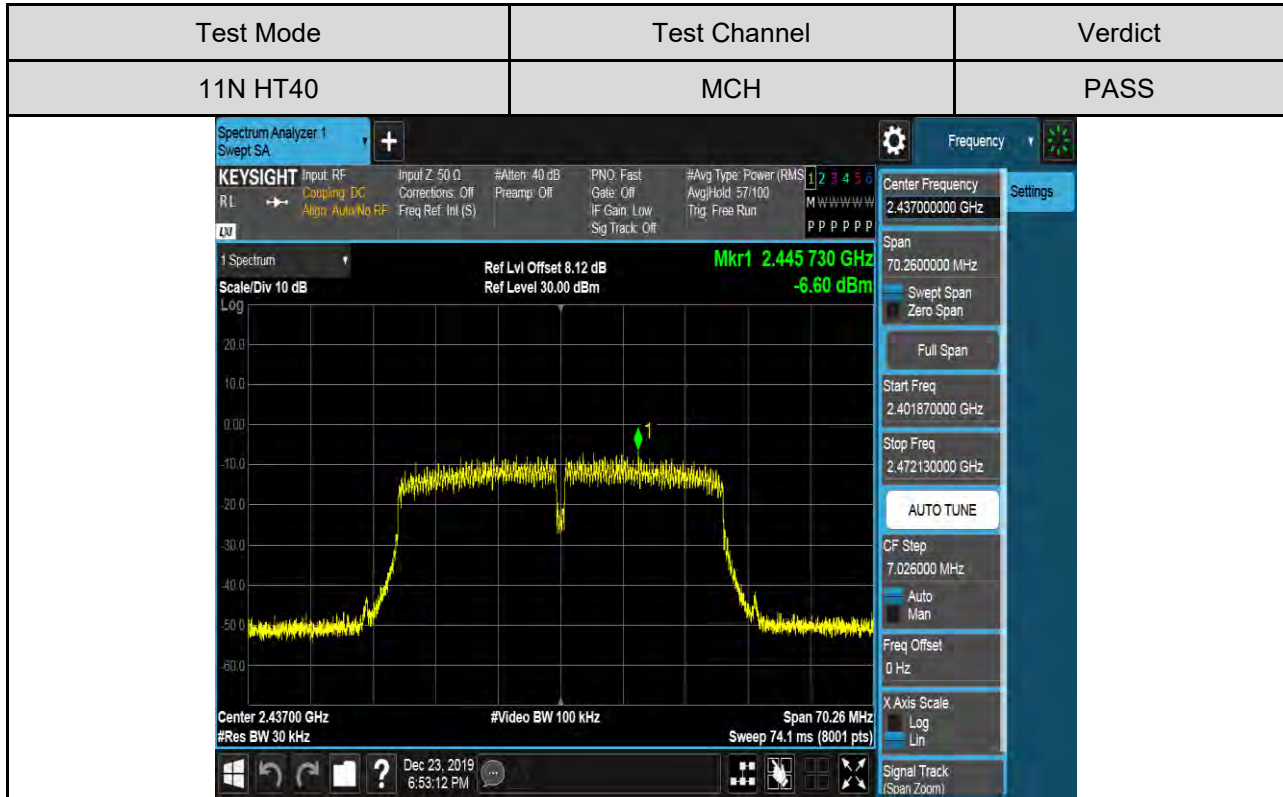 Test Mode Test Channel Verdict
11N HT40 MCH PASS
Spectrum Analyzer 1
Swept SA
Frequency
Settings
KEYSIGHT Input: RF Input Z: 50 Ω #Atten: 40 dB PNO: Fast #Avg Type: Power (RMS 1 2 3 4 5 6
RL Coupling: DC Corrections: Off Preamp: Off Gate: Off Avg|Hold: 57/100 M W W W W W
Align: Auto/No RF Freq Ref: Int (S) IF Gain: Low Trig: Free Run
LXI Sig Track: Off P P P P P P
1 Spectrum
Ref Lvl Offset 8.12 dB
Mkr1 2.445 730 GHz
Scale/Div 10 dB
Ref Level 30.00 dBm
-6.60 dBm
Log
20.0
10.0
0.00
-10.0
-20.0
-30.0
-40.0
-50.0
-60.0
1
Center 2.43700 GHz #Video BW 100 kHz Span 70.26 MHz
#Res BW 30 kHz Sweep 74.1 ms (8001 pts)
Dec 23, 2019
6:53:12 PM
Center Frequency
2.437000000 GHz
Span
70.2600000 MHz
Swept Span
Zero Span
Full Span
Start Freq
2.401870000 GHz
Stop Freq
2.472130000 GHz
AUTO TUNE
CF Step
7.026000 MHz
Auto
Man
Freq Offset
0 Hz
X Axis Scale
Log
Lin
Signal Track
(Span Zoom)